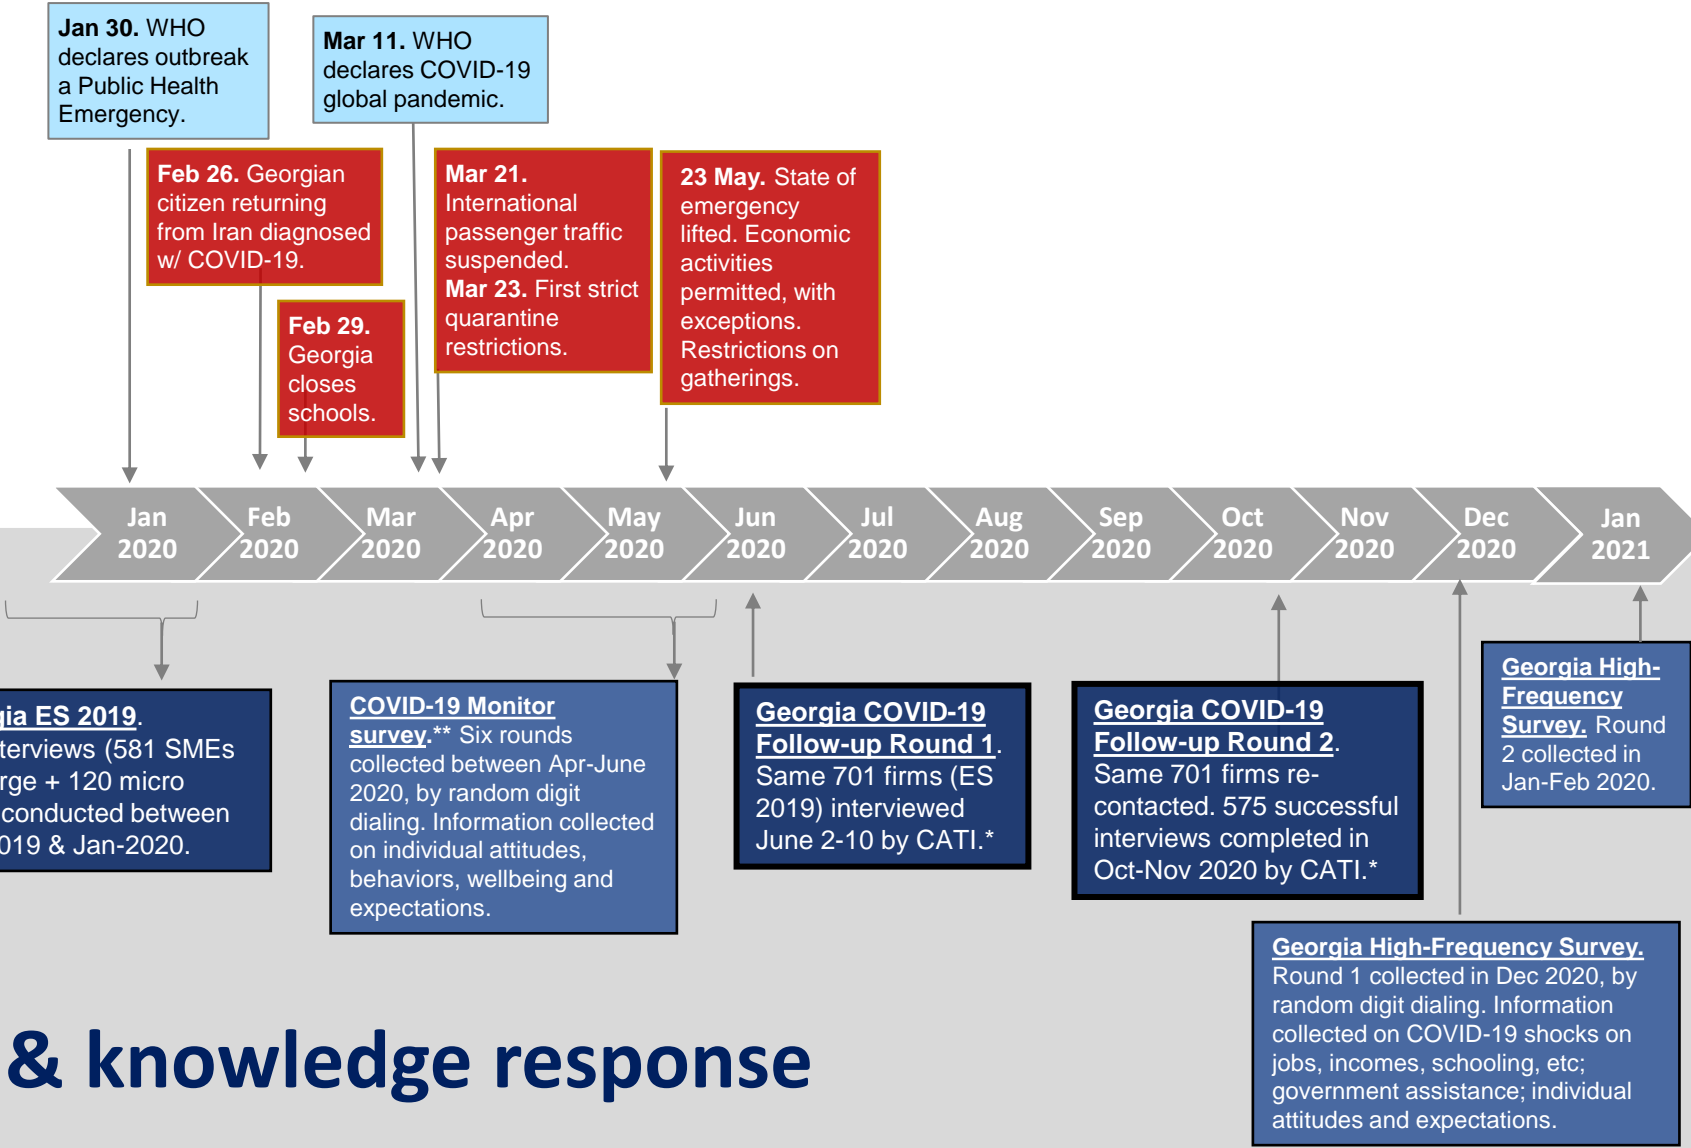 Jan 30. WHO
declares outbreak
a Public Health
Emergency.
Mar 11. WHO
declares COVID-19
global pandemic.
Feb 26. Georgian
citizen returning
from Iran diagnosed
w/ COVID-19.
Feb 29.
Georgia
closes
schools.
Mar 21.
International
passenger traffic
suspended.
Mar 23. First strict
quarantine
restrictions.
23 May. State of
emergency
lifted. Economic
activities
permitted, with
exceptions.
Restrictions on
gatherings.
Jan
2020
Feb
2020
Mar
2020
Apr
2020
May
2020
Jun
2020
Jul
2020
Aug
2020
Sep
2020
Oct
2020
Nov
2020
Dec
2020
Jan
2021
gia ES 2019.
terviews (581 SMEs
rge + 120 micro
conducted between
019 & Jan-2020.
COVID-19 Monitor
survey.** Six rounds
collected between Apr-June
2020, by random digit
dialing. Information collected
on individual attitudes,
behaviors, wellbeing and
expectations.
Georgia COVID-19
Follow-up Round 1.
Same 701 firms (ES
2019) interviewed
June 2-10 by CATI.*
Georgia COVID-19
Follow-up Round 2.
Same 701 firms re-
contacted. 575 successful
interviews completed in
Oct-Nov 2020 by CATI.*
Georgia High-
Frequency
Survey. Round
2 collected in
Jan-Feb 2020.
Georgia High-Frequency Survey.
Round 1 collected in Dec 2020, by
random digit dialing. Information
collected on COVID-19 shocks on
jobs, incomes, schooling, etc;
government assistance; individual
attitudes and expectations.
& knowledge response